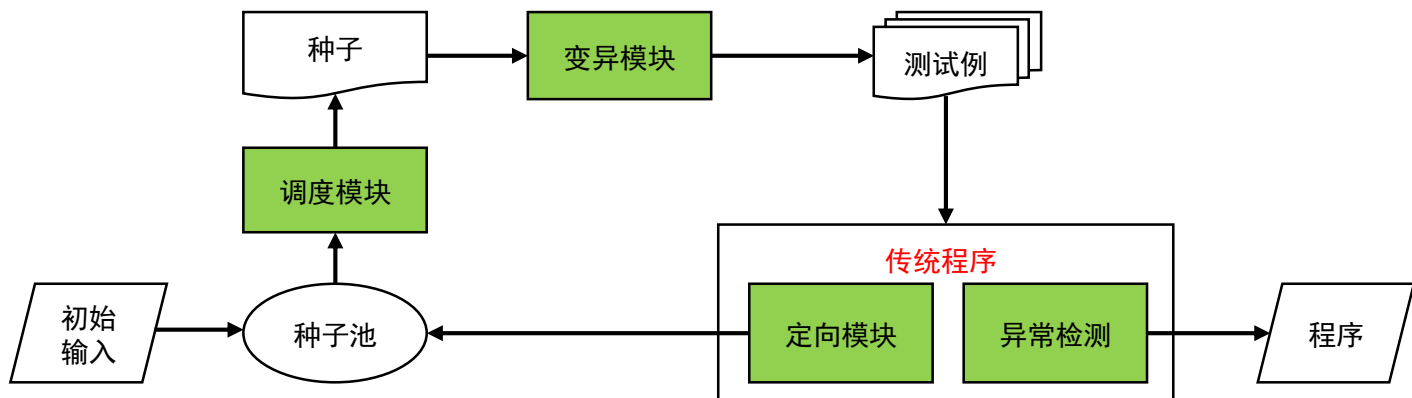 种子
变异模块
测试例
调度模块
传统程序
初始
输入
种子池
定向模块
异常检测
程序